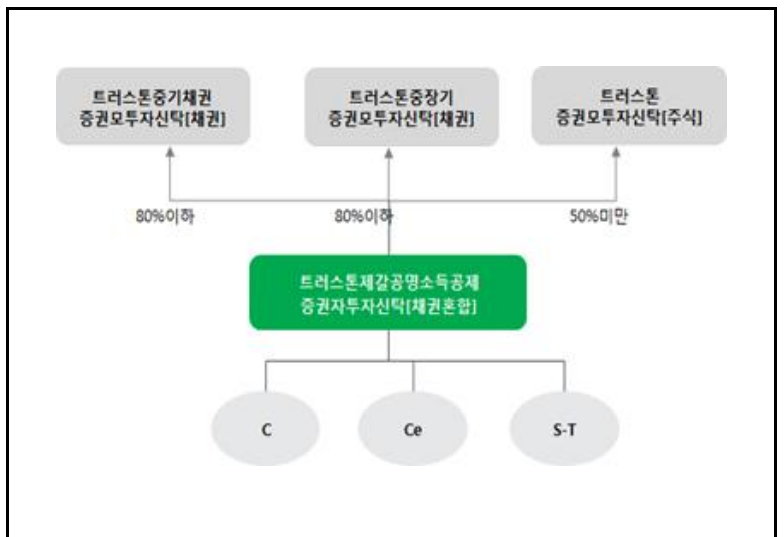 트러스톤중기채권
증권모투자신탁[채권]
트러스톤중장기
증권모투자신탁[채권]
트러스톤
증권모투자신탁[주식]
80%이하
80%이하
50%미만
트러스톤제갈공명소득공제
증권자투자신탁[채권혼합]
C
Ce
S-T